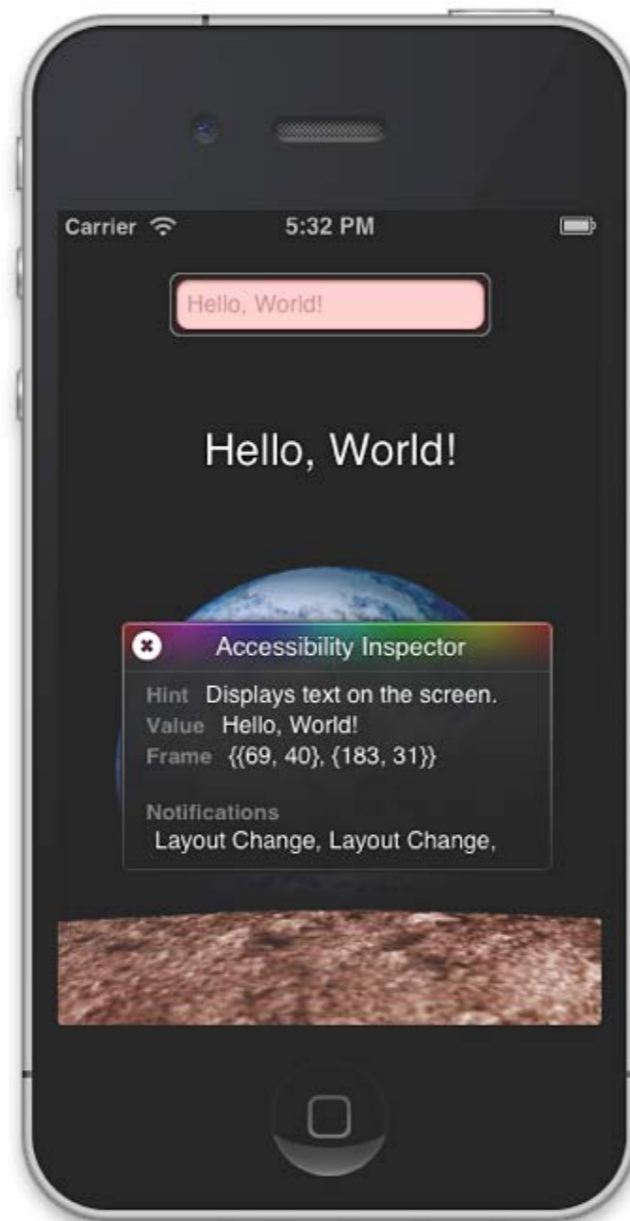 Carrier 5:32 PM
Hello, World!
Hello, World!
Accessibility Inspector
Hint Displays text on the screen.
Value Hello, World!
Frame {{69, 40}, {183, 31}}
Notifications
Layout Change, Layout Change,